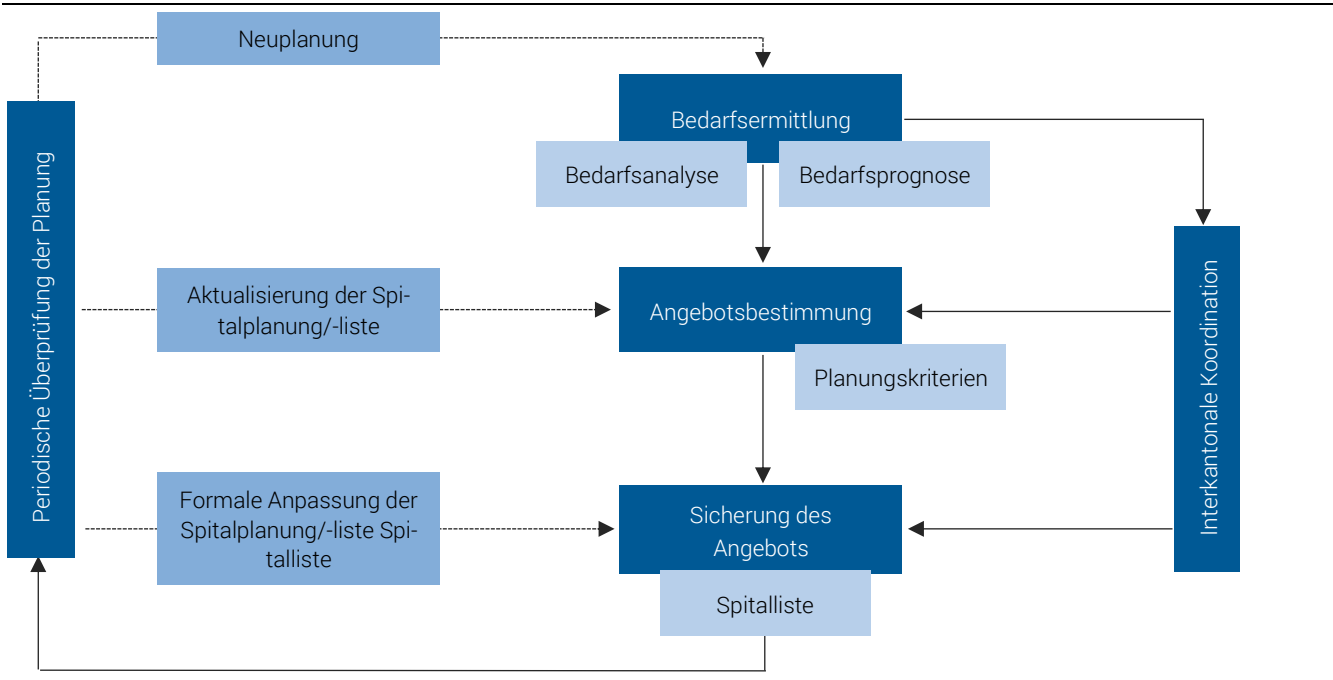 Neuplanung
Bedarfsermittlung
Bedarfsanalyse
Bedarfsprognose
Periodische Überprüfung der Planung
Interkantonale Koordination
Aktualisierung der Spi-
talplanung/-liste
Angebotsbestimmung
Planungskriterien
Formale Anpassung der
Spitalplanung/-liste Spi-
talliste
Sicherung des
Angebots
Spitalliste